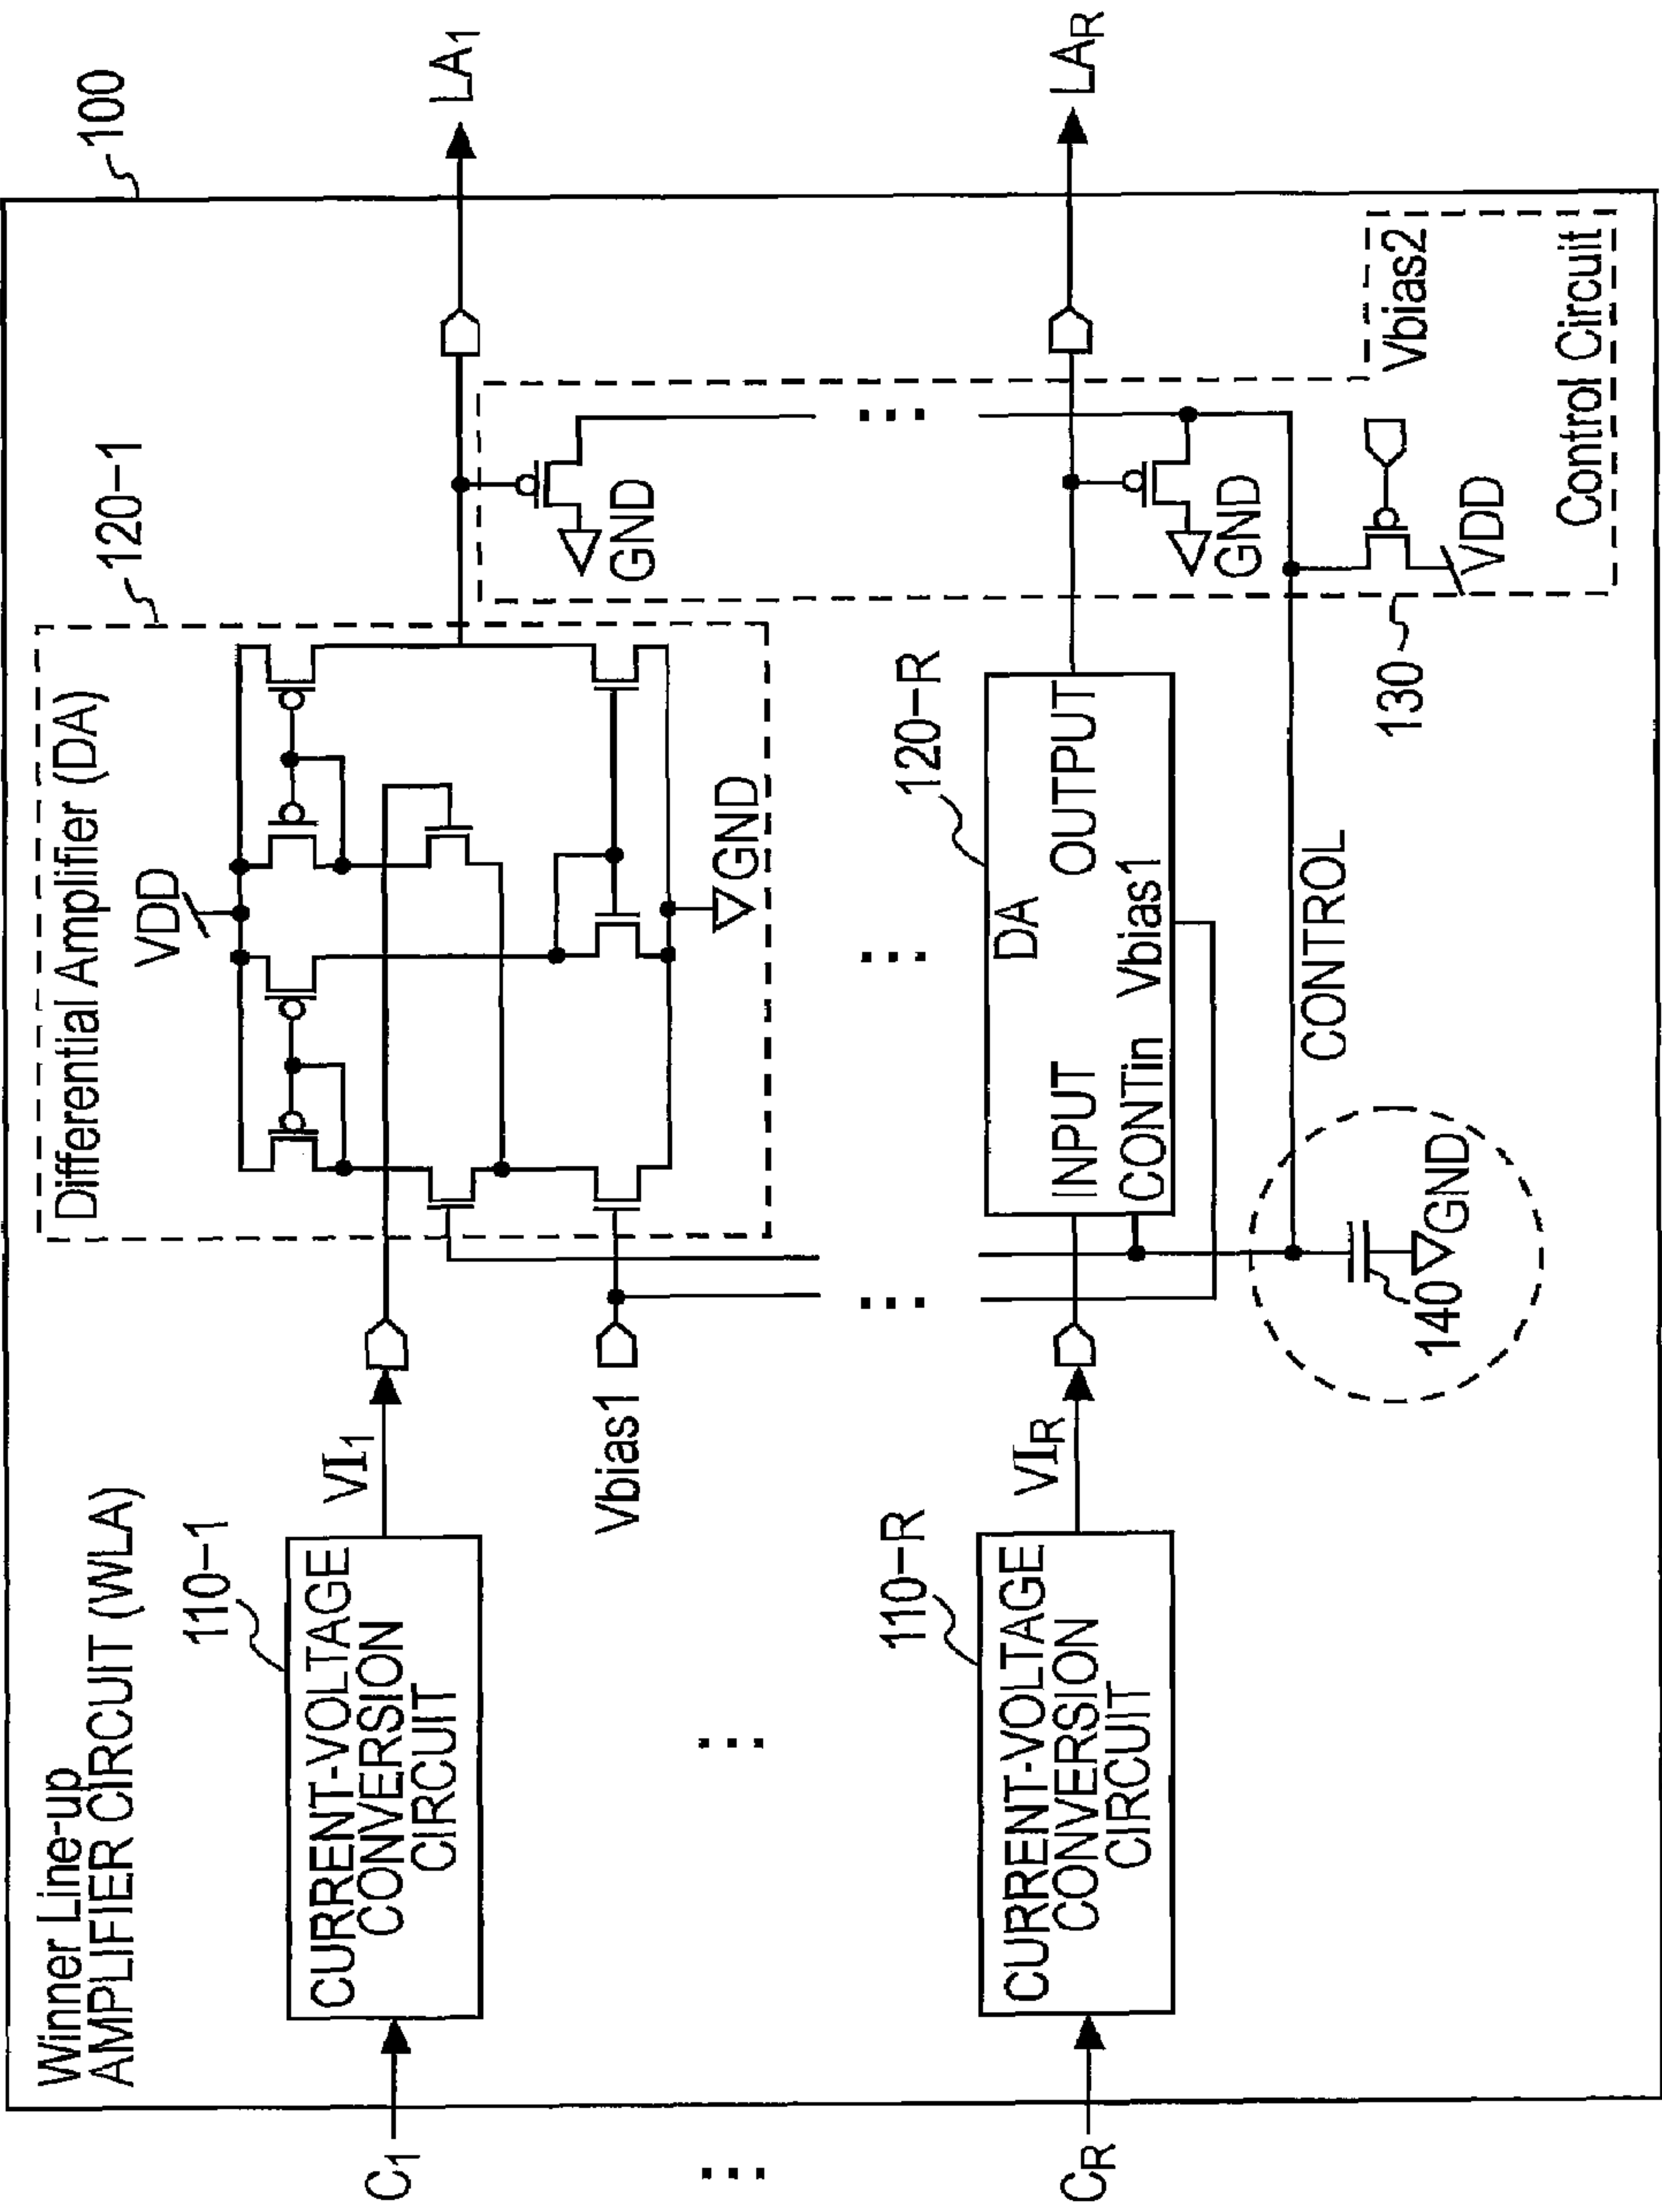 Winner Line-up
AMPLIFIER CIRCUIT (WLA)
100
C1
110-1
CURRENT-VOLTAGE
CONVERSION
CIRCUIT
VI1
Vbias1
Differential Amplifier (DA)
120-1
VDD
GND
LA1
GND
...
...
...
...
...
CR
110-R
CURRENT-VOLTAGE
CONVERSION
CIRCUIT
VIR
120-R
DA
INPUT
OUTPUT
CONTin
Vbias1
LAR
GND
CONTROL
140
GND
130
VDD
Vbias2
Control Circuit